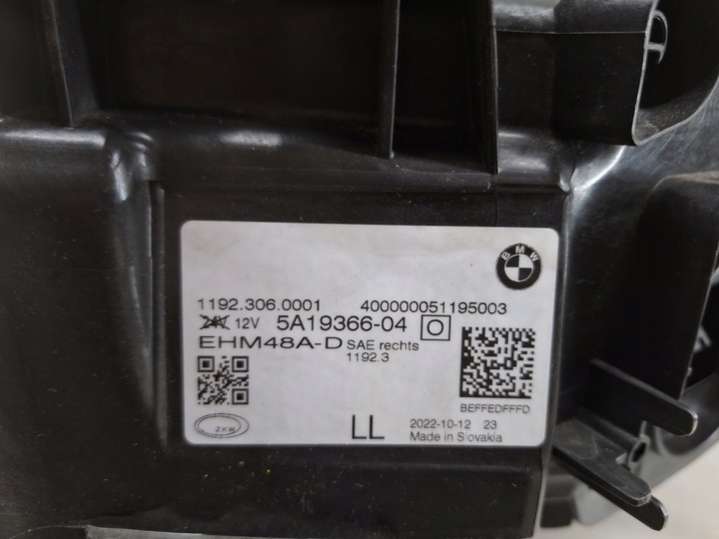 BMW
1192.306.0001 400000051195003
24V 12V 5A19366-04 O
EHM48A-D SAE rechts
1192.3
BEFFEDFFFD
ZKW
LL 2022-10-12 23
Made in Slovakia